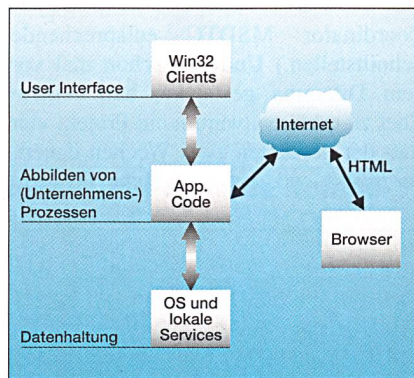 Win32
Clients
User Interface
Internet
HTML
Abbilden von
(Unternehmens-)
Prozessen
App.
Code
Browser
OS und
lokale
Services
Datenhaltung